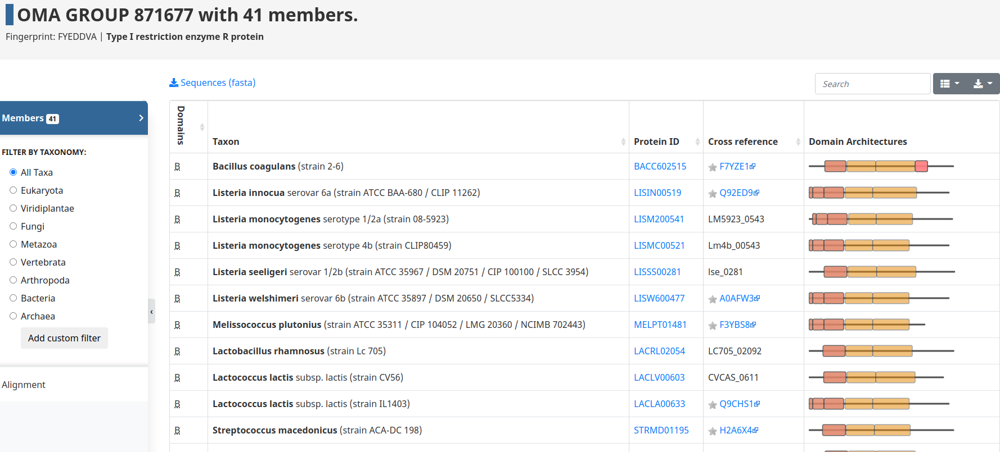 OMA GROUP 871677 with 41 members.
Fingerprint: FYEDDVA | Type I restriction enzyme R protein
Sequences (fasta)
Search
Members 41
FILTER BY TAXONOMY:
All Taxa
Eukaryota
Viridiplantae
Fungi
Metazoa
Vertebrata
Arthropoda
Bacteria
Archaea
Add custom filter
Alignment
Domains Taxon Protein ID Cross reference Domain Architectures
B Bacillus coagulans (strain 2-6) BACC602515 F7YZE1
B Listeria innocua serovar 6a (strain ATCC BAA-680 / CLIP 11262) LISIN00519 Q92ED9
B Listeria monocytogenes serotype 1/2a (strain 08-5923) LISM200541 LM5923_0543
B Listeria monocytogenes serotype 4b (strain CLIP80459) LISMC00521 Lm4b_00543
B Listeria seeligeri serovar 1/2b (strain ATCC 35967 / DSM 20751 / CIP 100100 / SLCC 3954) LISSS00281 lse_0281
B Listeria welshimeri serovar 6b (strain ATCC 35897 / DSM 20650 / SLCC5334) LISW600477 A0AFW3
B Melissococcus plutonius (strain ATCC 35311 / CIP 104052 / LMG 20360 / NCIMB 702443) MELPT01481 F3YBS8
B Lactobacillus rhamnosus (strain Lc 705) LACRL02054 LC705_02092
B Lactococcus lactis subsp. lactis (strain CV56) LACLV00603 CVCAS_0611
B Lactococcus lactis subsp. lactis (strain IL1403) LACLA00633 Q9CHS1
B Streptococcus macedonicus (strain ACA-DC 198) STRMD01195 H2A6X4